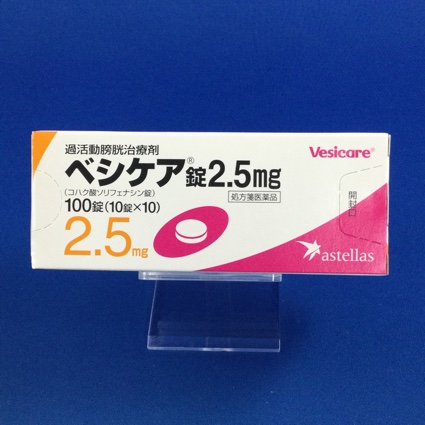 過活動膀胱治療剤
Vesicare®
ベシケア®錠2.5mg
(コハク酸ソリフェナシン錠)
処方箋医薬品
100錠(10錠×10)
2.5mg
開封口
astellas